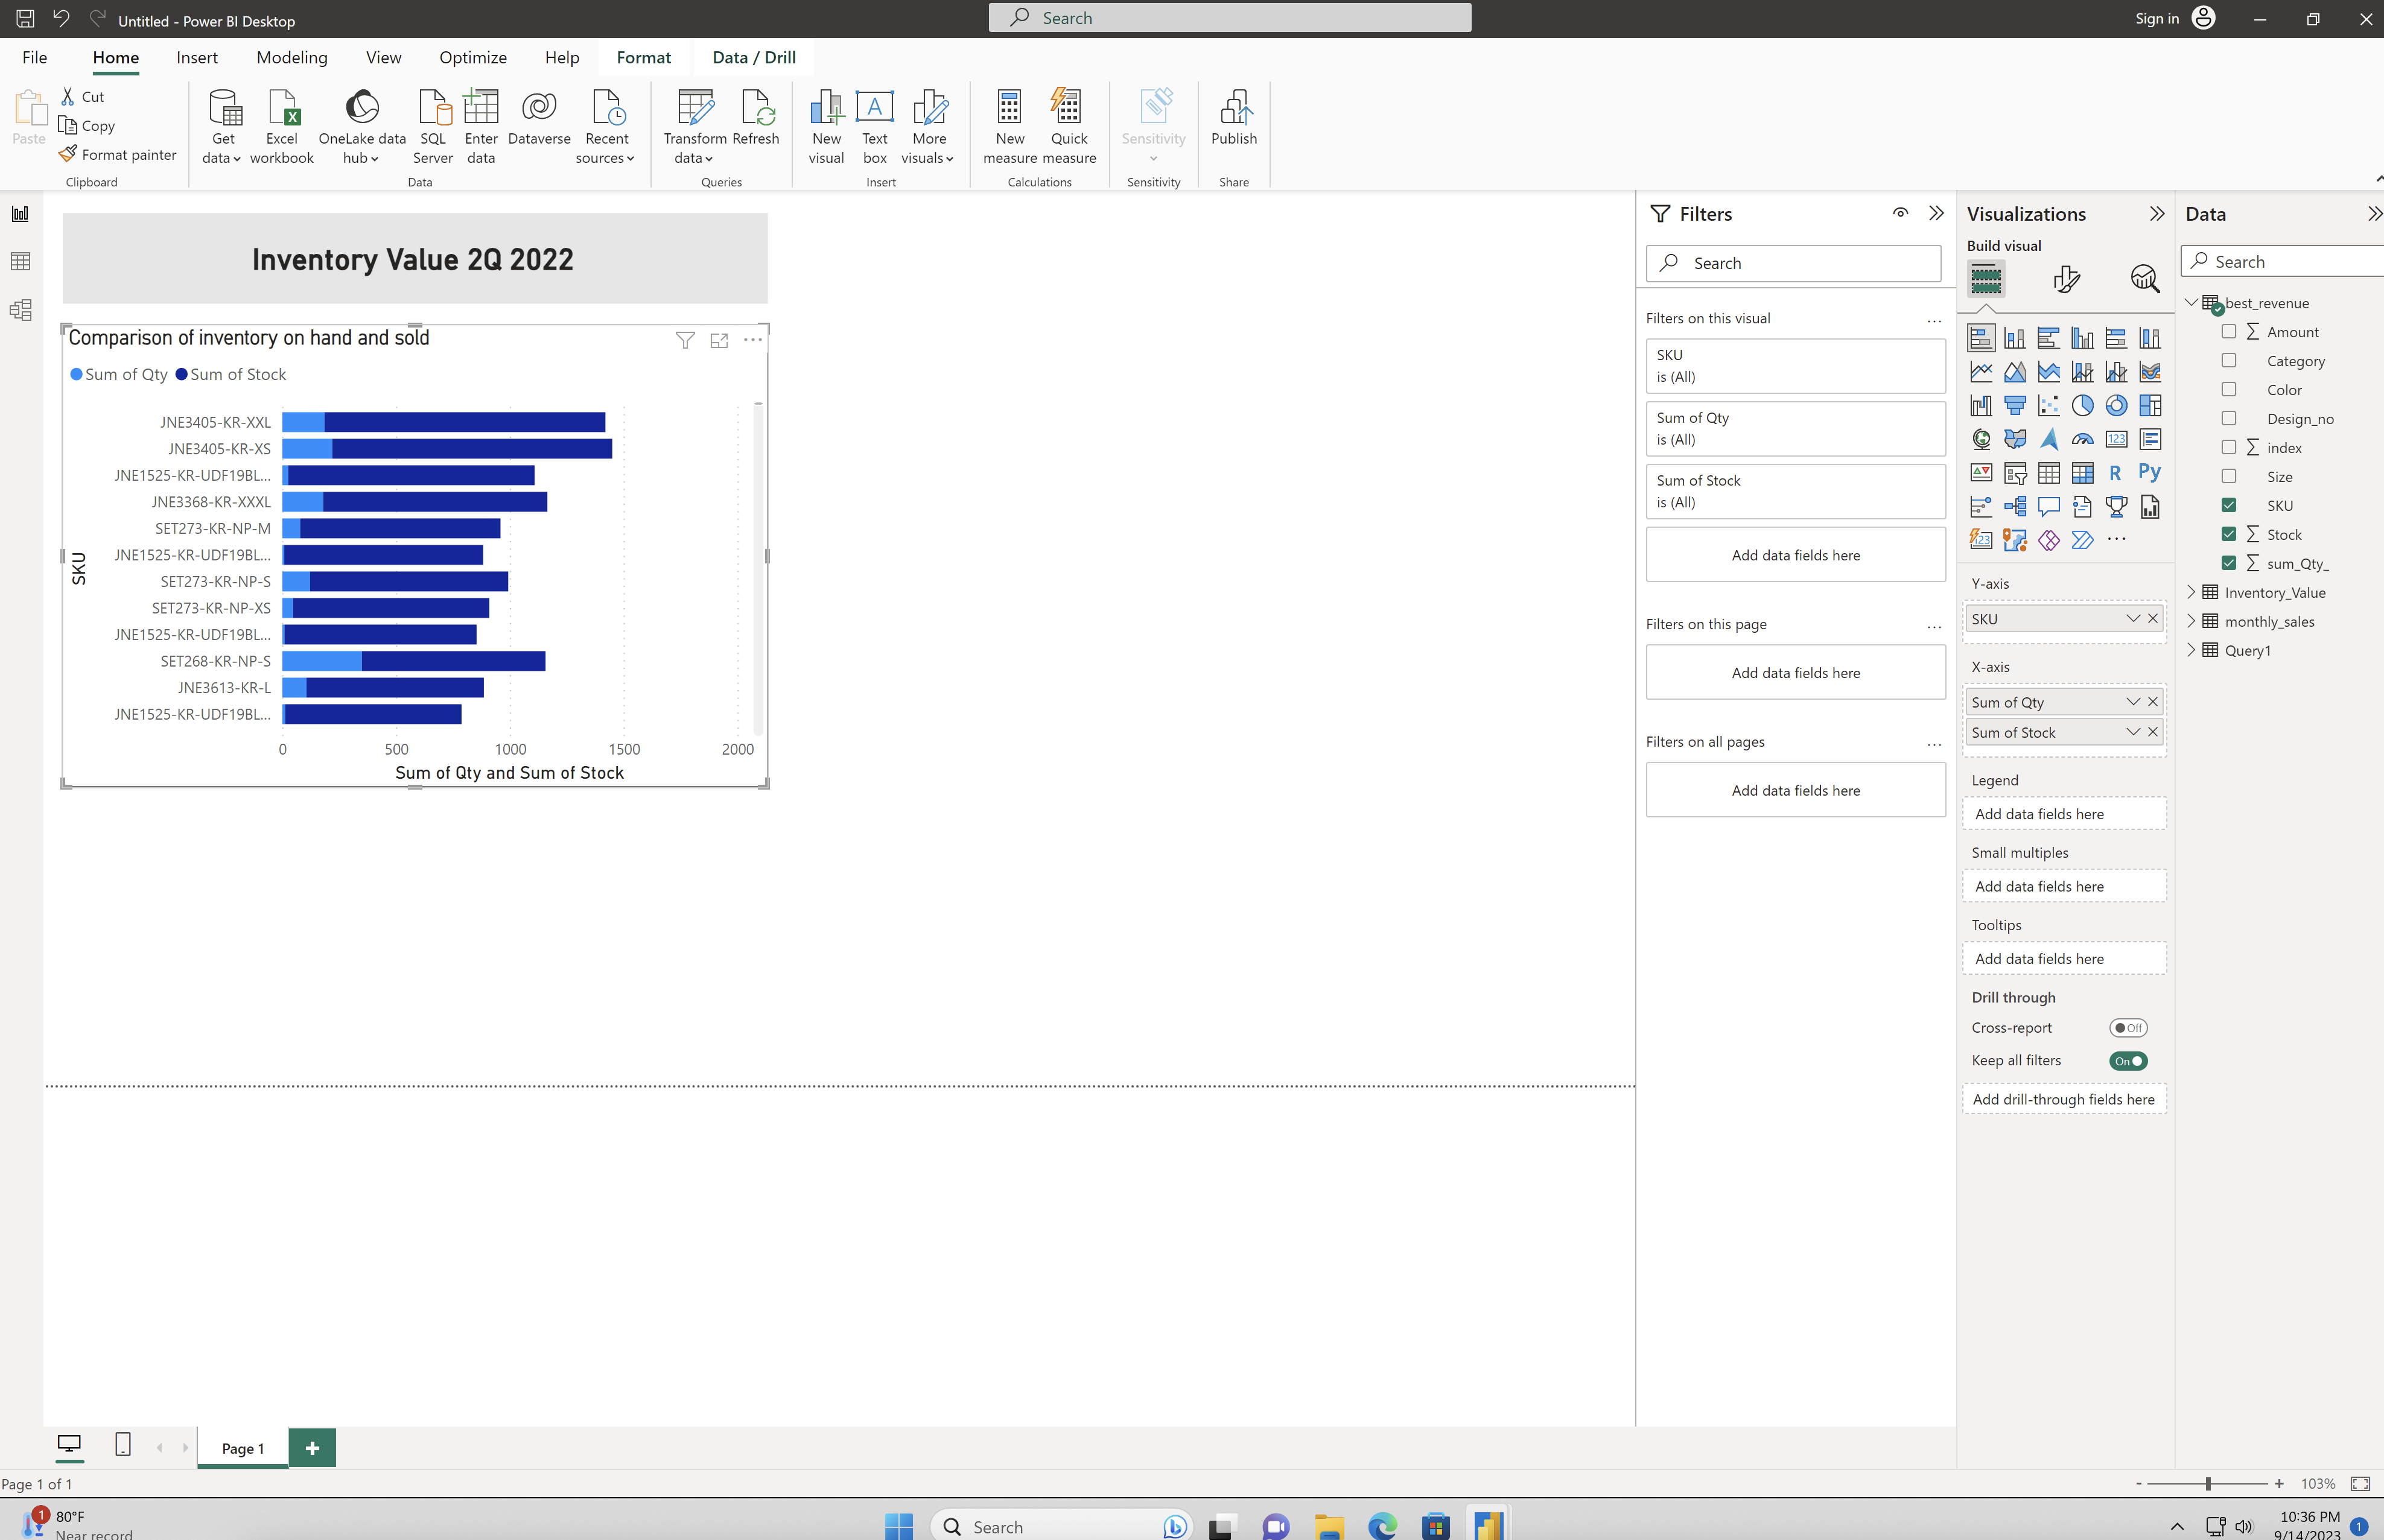 Untitled - Power BI Desktop
Search
Sign in
File Home Insert Modeling View Optimize Help Format Data / Drill
Paste
Cut
Copy
Format painter
Clipboard
Get data
Excel workbook
OneLake data hub
SQL Server
Enter data
Dataverse
Recent sources
Data
Transform data
Refresh
Queries
New visual
Text box
More visuals
Insert
New measure
Quick measure
Calculations
Sensitivity
Sensitivity
Publish
Share
Inventory Value 2Q 2022
Comparison of inventory on hand and sold
Sum of Qty Sum of Stock
SKU
JNE3405-KR-XXL
JNE3405-KR-XS
JNE1525-KR-UDF19BL...
JNE3368-KR-XXXL
SET273-KR-NP-M
JNE1525-KR-UDF19BL...
SET273-KR-NP-S
SET273-KR-NP-XS
JNE1525-KR-UDF19BL...
SET268-KR-NP-S
JNE3613-KR-L
JNE1525-KR-UDF19BL...
0 500 1000 1500 2000
Sum of Qty and Sum of Stock
Filters
Search
Filters on this visual
SKU
is (All)
Sum of Qty
is (All)
Sum of Stock
is (All)
Add data fields here
Filters on this page
Add data fields here
Filters on all pages
Add data fields here
Visualizations
Build visual
123
R
Py
123
Y-axis
SKU
X-axis
Sum of Qty
Sum of Stock
Legend
Add data fields here
Small multiples
Add data fields here
Tooltips
Add data fields here
Drill through
Cross-report
Off
Keep all filters
On
Add drill-through fields here
Data
Search
best_revenue
Amount
Category
Color
Design_no
index
Size
SKU
Stock
sum_Qty_
Inventory_Value
monthly_sales
Query1
Page 1
+
Page 1 of 1
- + 103%
1
80°F
Near record
Search
10:36 PM
9/14/2023
1